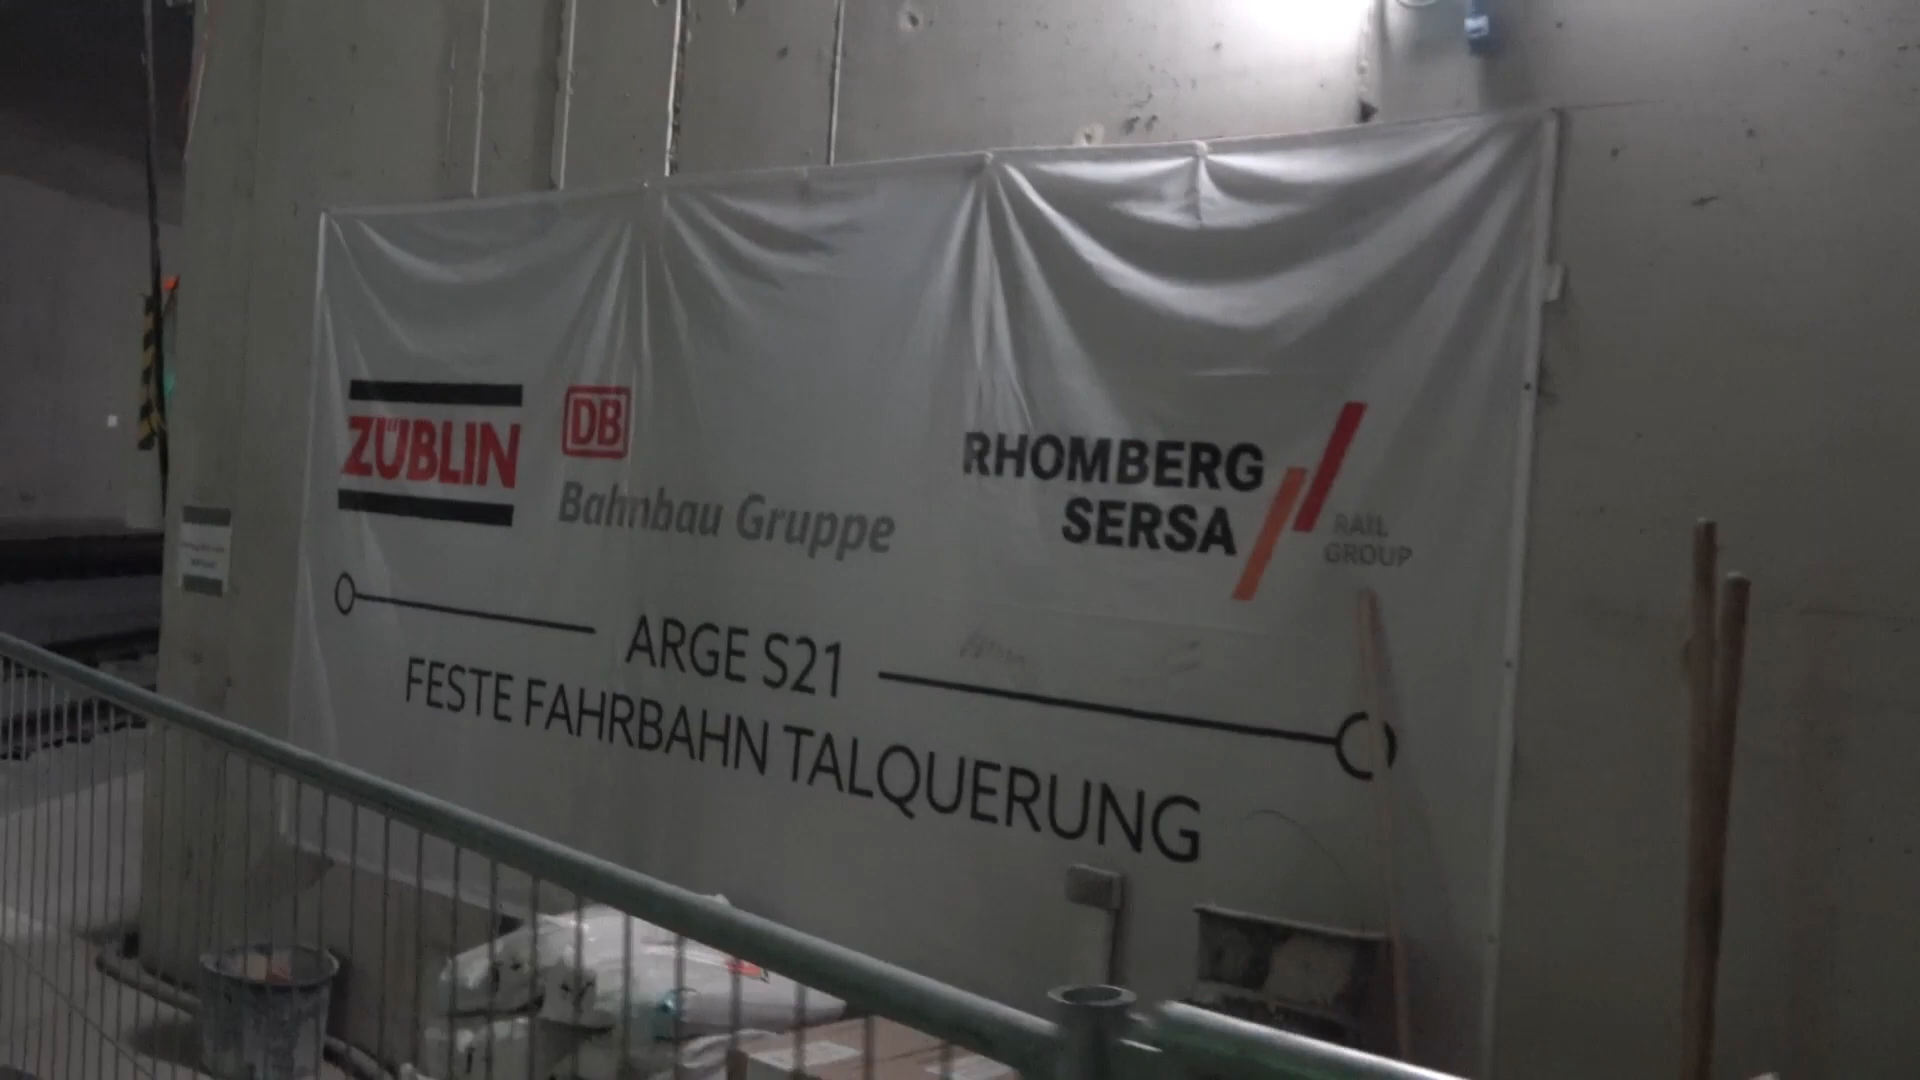 ZÜBLIN
DB
Bahnbau Gruppe
RHOMBERG
SERSA
RAIL
GROUP
ARGE S21
FESTE FAHRBAHN TALQUERUNG